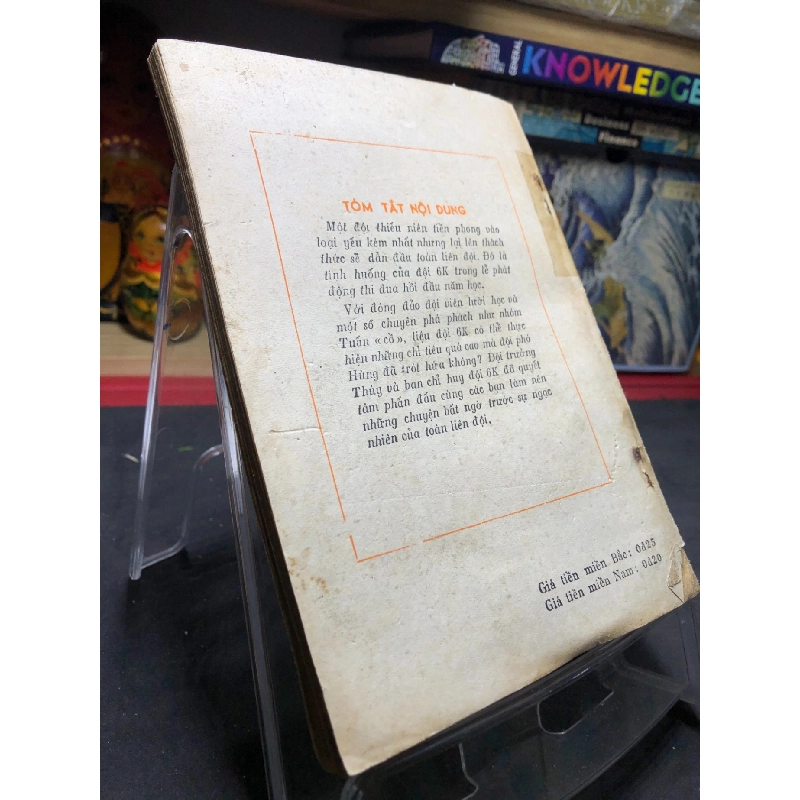 GENERAL
KNOWLEDGE
Business
Finance
TÓM TẮT NỘI DUNG
Một đội thiếu niên tiền phong vào
loại yếu kém nhất nhưng lại lên thách
thức sẽ dẫn đầu toàn liên đội. Đó là
tình huống của đội 6K trong lễ phát
động thi đua hồi đầu năm học.
Với đông đảo đội viên lười học và
một số chuyên phá phách như nhóm
Tuấn «cồ», liệu đội 6K có thể thực
hiện những chỉ tiêu quá cao mà đội phó
Hùng đã trót hứa không? Đội trưởng
Thủy và ban chỉ huy đội 6K đã quyết
tâm phấn đấu cùng các bạn làm nên
những chuyện bất ngờ trước sự ngạc
nhiên của toàn liên đội.
Giá tiền miền Bắc: 0đ25
Giá tiền miền Nam: 0đ20